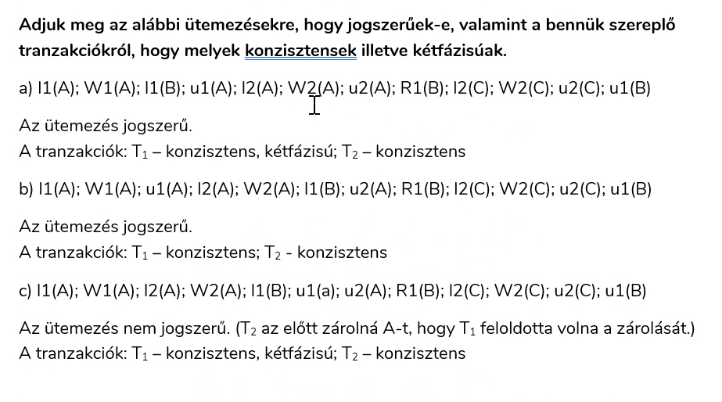 Adjuk meg az alábbi ütemezésekre, hogy jogszerűek-e, valamint a bennük szereplő
tranzakciókról, hogy melyek konzisztensek illetve kétfázisúak.
a) l1(A); W1(A); l1(B); u1(A); l2(A); W2(A); u2(A); R1(B); l2(C); W2(C); u2(C); u1(B)
Az ütemezés jogszerű.
A tranzakciók: T₁ – konzisztens, kétfázisú; T₂ – konzisztens
b) l1(A); W1(A); u1(A); l2(A); W2(A); l1(B); u2(A); R1(B); l2(C); W2(C); u2(C); u1(B)
Az ütemezés jogszerű.
A tranzakciók: T₁ – konzisztens; T₂ - konzisztens
c) l1(A); W1(A); l2(A); W2(A); l1(B); u1(a); u2(A); R1(B); l2(C); W2(C); u2(C); u1(B)
Az ütemezés nem jogszerű. (T₂ az előtt zárolná A-t, hogy T₁ feloldotta volna a zárolását.)
A tranzakciók: T₁ – konzisztens, kétfázisú; T₂ – konzisztens